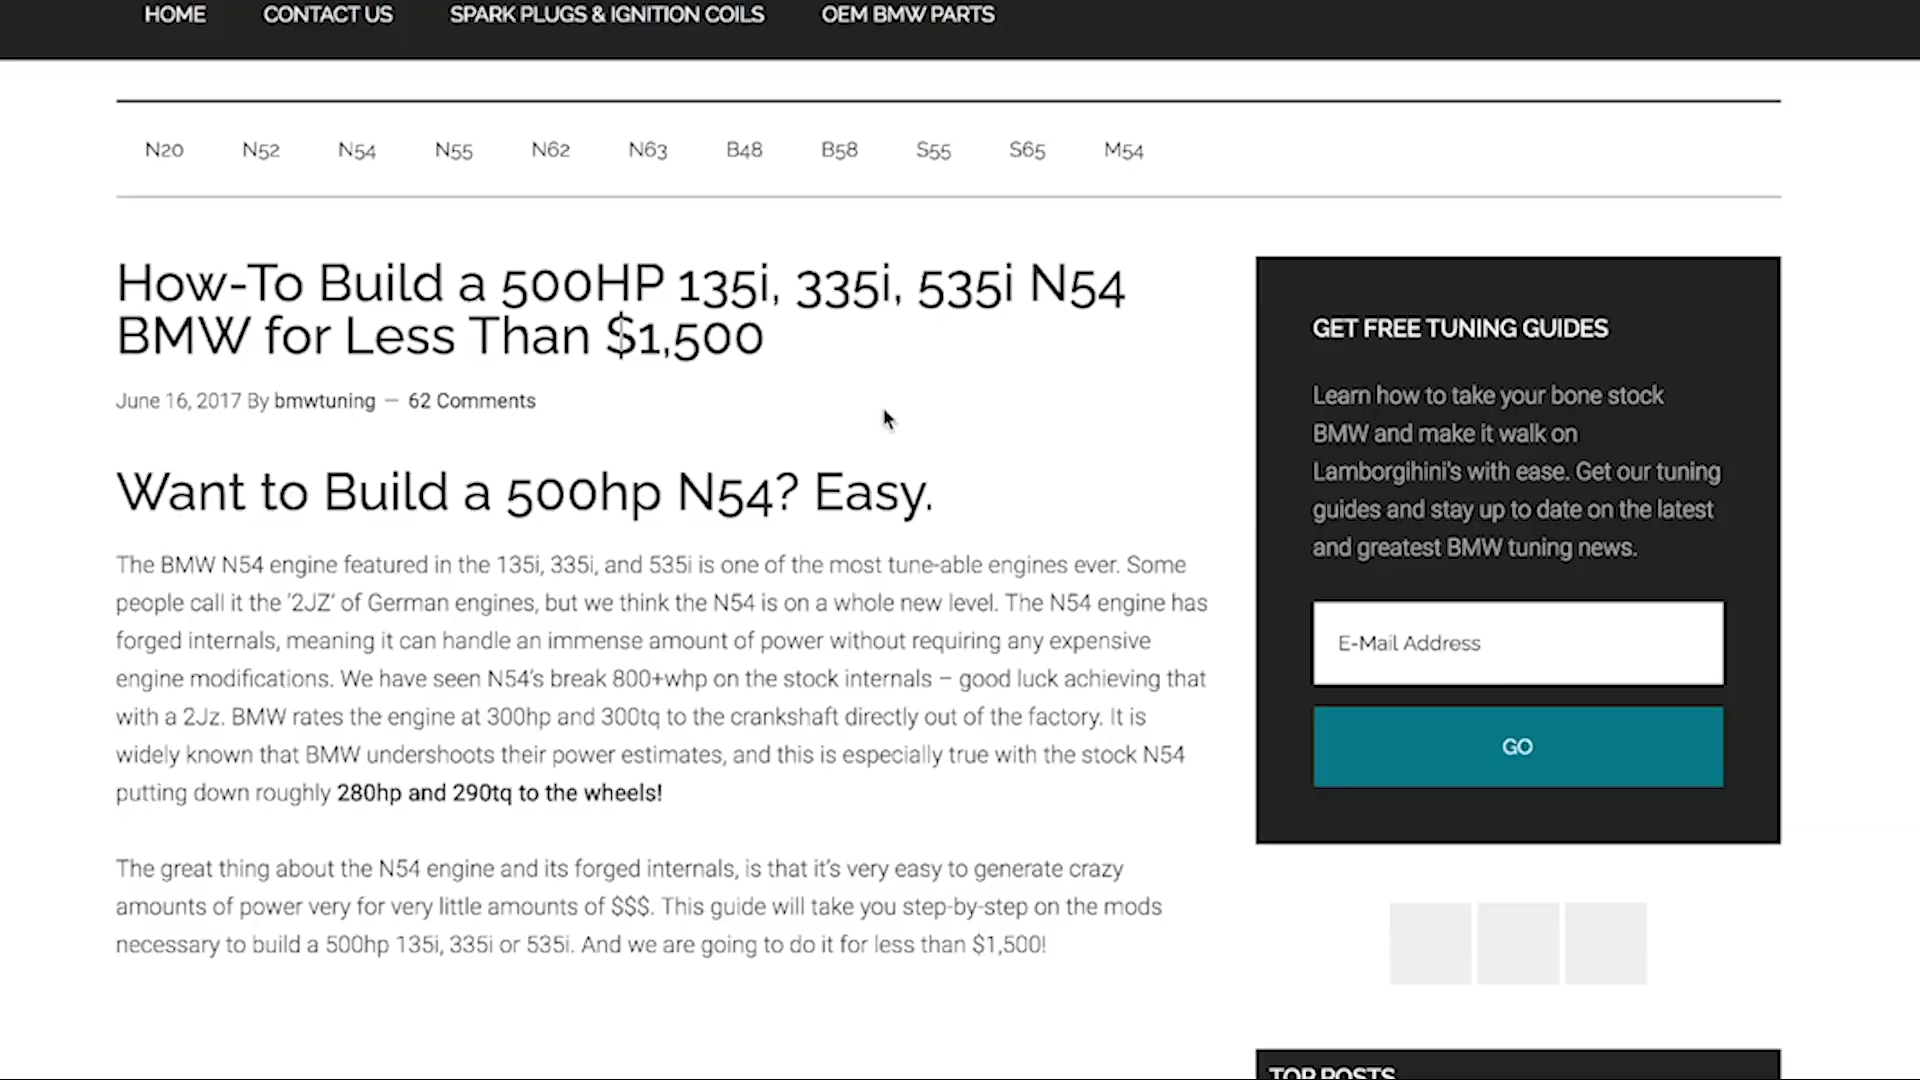 HOME CONTACT US SPARK PLUGS & IGNITION COILS OEM BMW PARTS
N20 N52 N54 N55 N62 N63 B48 B58 S55 S65 M54
How-To Build a 500HP 135i, 335i, 535i N54
BMW for Less Than $1,500
June 16, 2017 By bmwtuning — 62 Comments
Want to Build a 500hp N54? Easy.
The BMW N54 engine featured in the 135i, 335i, and 535i is one of the most tune-able engines ever. Some
people call it the '2JZ' of German engines, but we think the N54 is on a whole new level. The N54 engine has
forged internals, meaning it can handle an immense amount of power without requiring any expensive
engine modifications. We have seen N54's break 800+whp on the stock internals – good luck achieving that
with a 2Jz. BMW rates the engine at 300hp and 300tq to the crankshaft directly out of the factory. It is
widely known that BMW undershoots their power estimates, and this is especially true with the stock N54
putting down roughly 280hp and 290tq to the wheels!
The great thing about the N54 engine and its forged internals, is that it's very easy to generate crazy
amounts of power very for very little amounts of $$$. This guide will take you step-by-step on the mods
necessary to build a 500hp 135i, 335i or 535i. And we are going to do it for less than $1,500!
GET FREE TUNING GUIDES
Learn how to take your bone stock
BMW and make it walk on
Lamborgihini's with ease. Get our tuning
guides and stay up to date on the latest
and greatest BMW tuning news.
E-Mail Address
GO
TOP POSTS